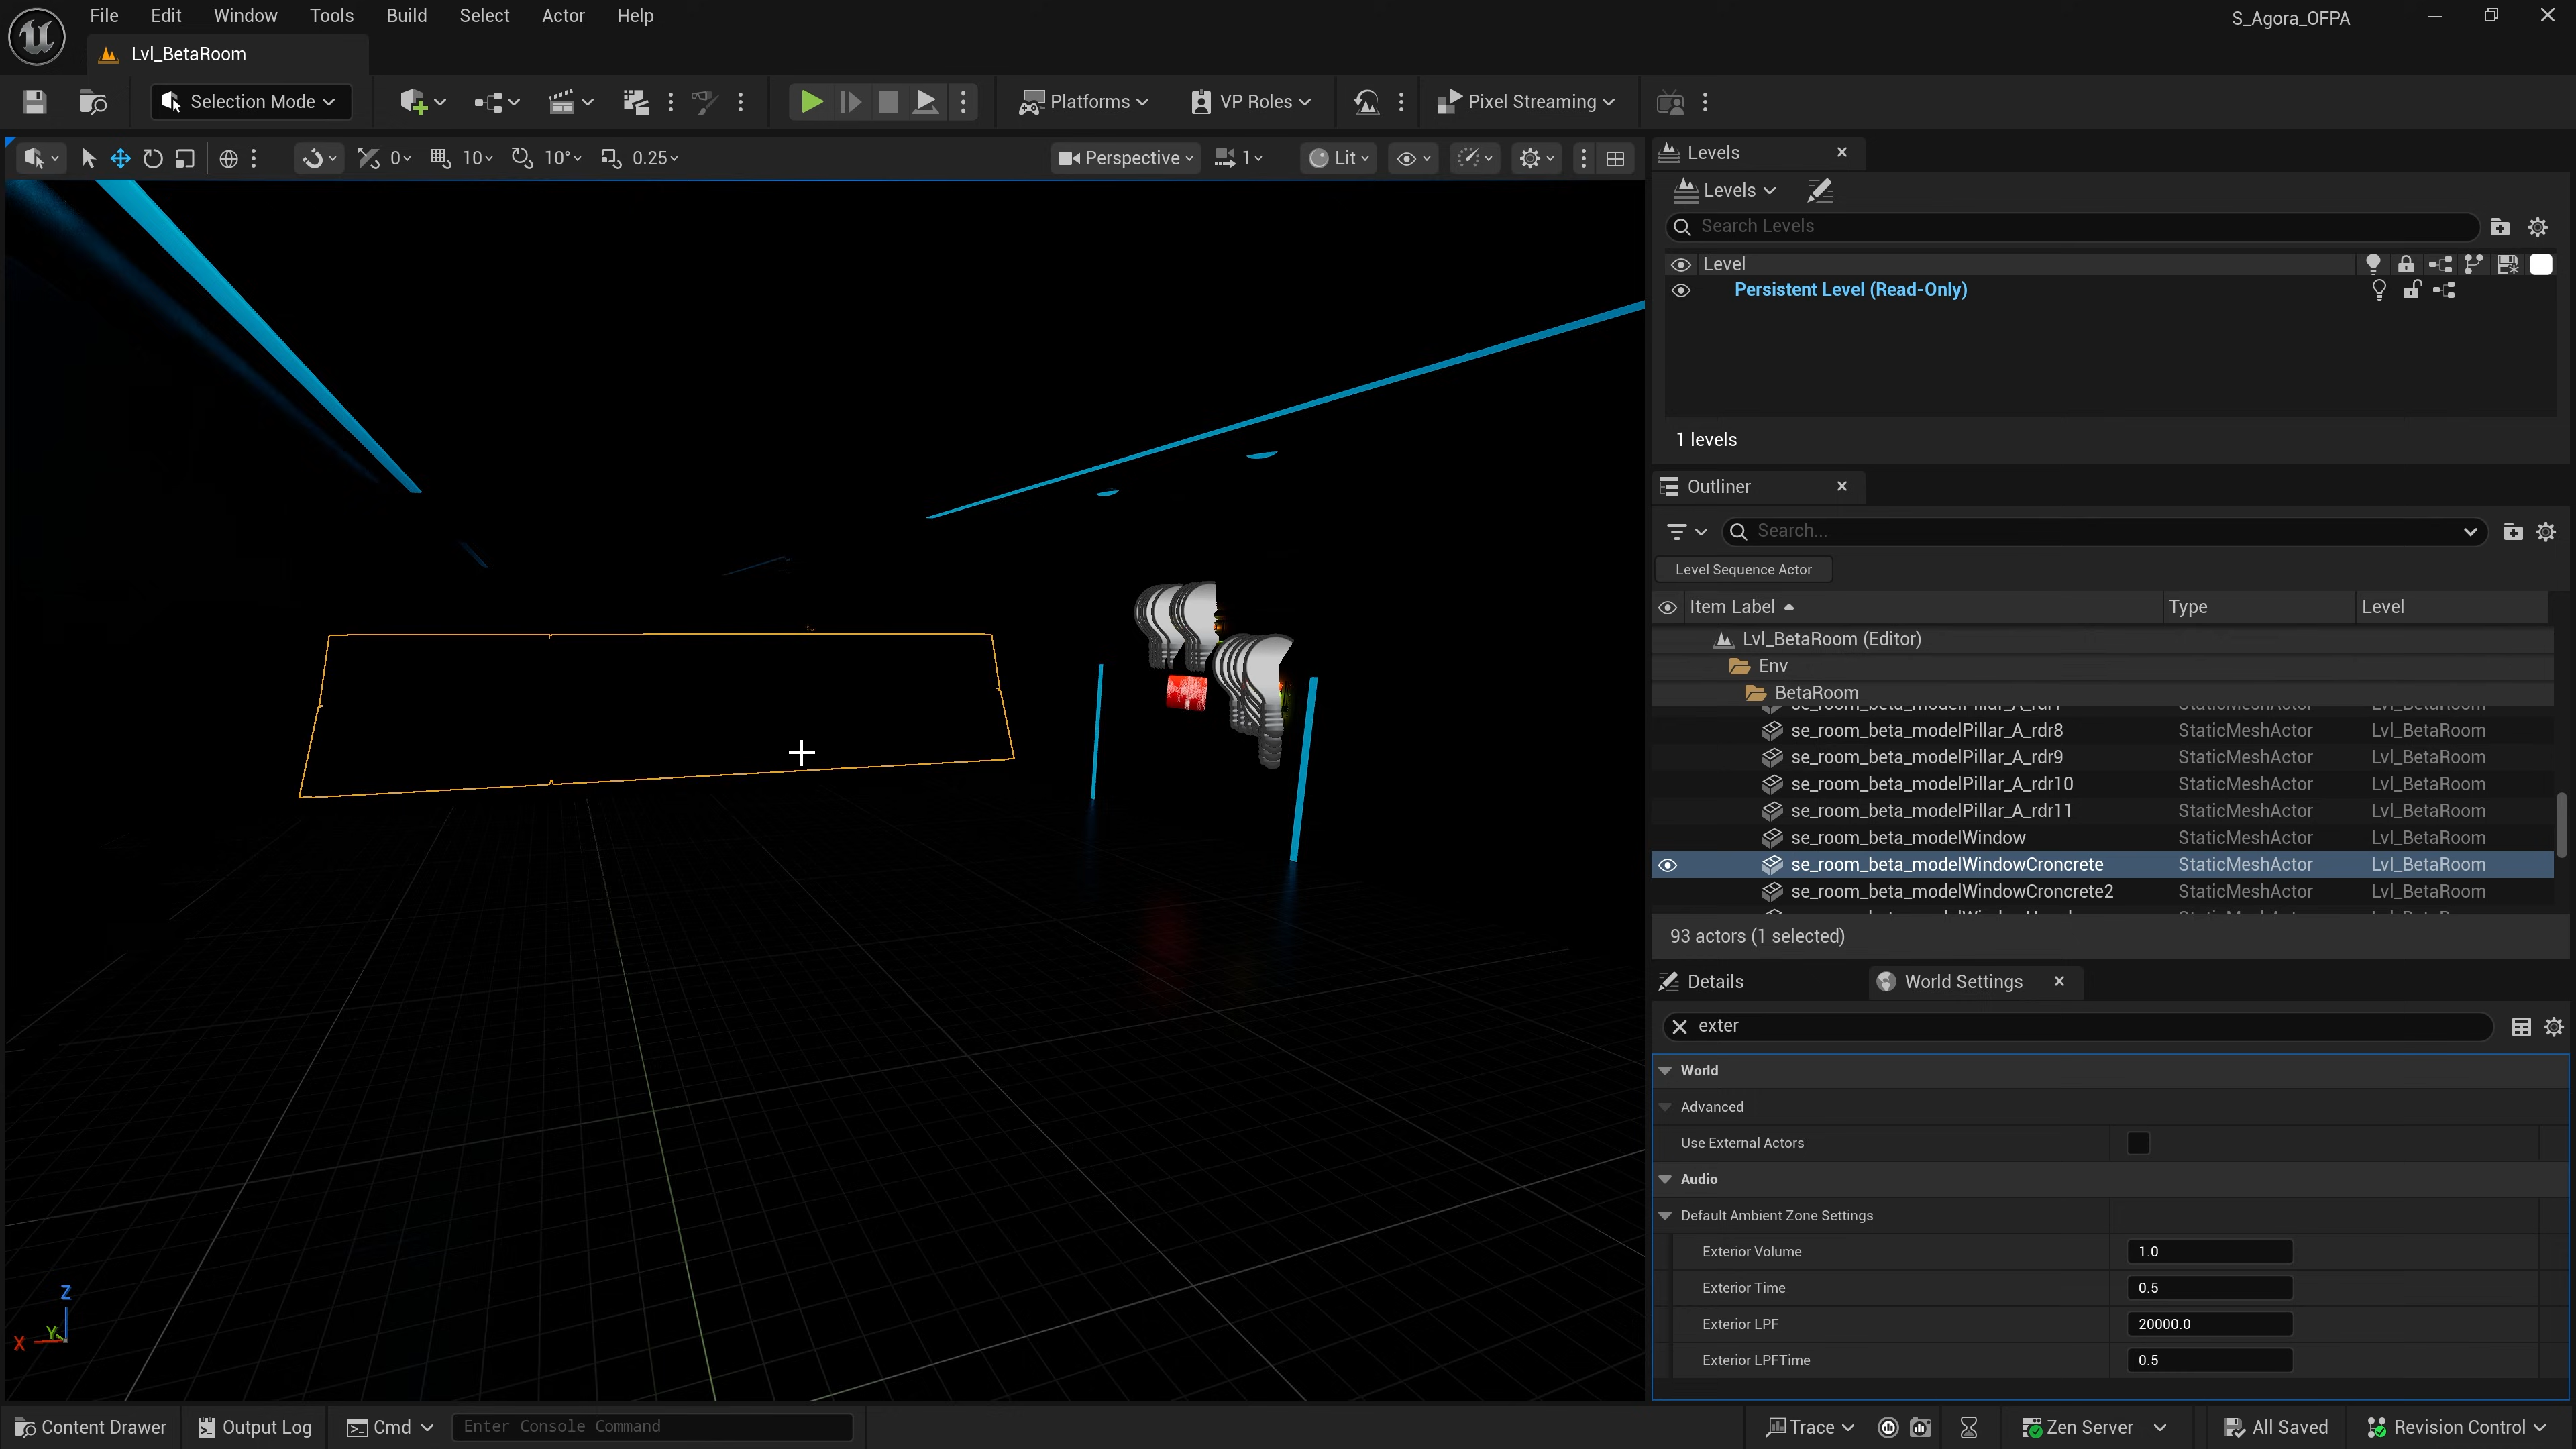 File Edit Window Tools Build Select Actor Help
S_Agora_OFPA
Lvl_BetaRoom
Selection Mode
Platforms
VP Roles
Pixel Streaming
0
10
10°
0.25
Perspective
1
Lit
Levels
Levels
Search Levels
Level
Persistent Level (Read-Only)
1 levels
Outliner
Search...
Level Sequence Actor
Item Label Type Level
Lvl_BetaRoom (Editor)
Env
BetaRoom
se_room_beta_modelPillar_A_rdr8 StaticMeshActor Lvl_BetaRoom
se_room_beta_modelPillar_A_rdr9 StaticMeshActor Lvl_BetaRoom
se_room_beta_modelPillar_A_rdr10 StaticMeshActor Lvl_BetaRoom
se_room_beta_modelPillar_A_rdr11 StaticMeshActor Lvl_BetaRoom
se_room_beta_modelWindow StaticMeshActor Lvl_BetaRoom
se_room_beta_modelWindowCroncrete StaticMeshActor Lvl_BetaRoom
se_room_beta_modelWindowCroncrete2 StaticMeshActor Lvl_BetaRoom
93 actors (1 selected)
Details
World Settings
exter
World
Advanced
Use External Actors
Audio
Default Ambient Zone Settings
Exterior Volume 1.0
Exterior Time 0.5
Exterior LPF 20000.0
Exterior LPFTime 0.5
Z
X
Y
Content Drawer
Output Log
Cmd
Enter Console Command
Trace
Zen Server
All Saved
Revision Control